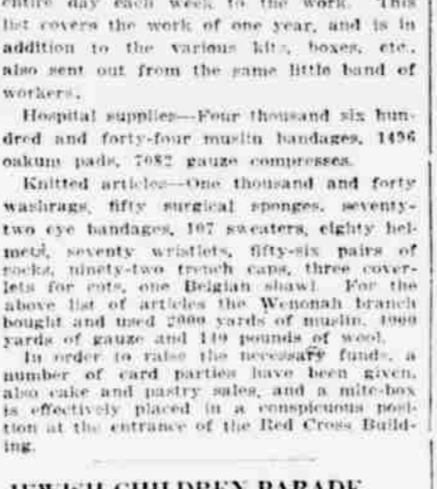 entire day each week to the work. This
list covers the work of one year, and is in
addition to the various kits, boxes, etc.,
also sent out from the same little band of
workers.
Hospital supplies—Four thousand six hun-
dred and forty-four muslin bandages, 1496
oakum pads, 7082 gauze compresses.
Knitted articles—One thousand and forty
washrags, fifty surgical sponges, seventy-
two eye bandages, 107 sweaters, eighty hel-
mets, seventy wristlets, fifty-six pairs of
socks, ninety-two trench caps, three cover-
lets for cots, one Belgian shawl. For the
above list of articles the Wenonah branch
bought and used 2000 yards of muslin, 4000
yards of gauze and 149 pounds of wool.
In order to raise the necessary funds, a
number of card parties have been given,
also cake and pastry sales, and a mite-box
is effectively placed in a conspicuous posi-
tion at the entrance of the Red Cross Build-
ing.
JEWISH CHILDREN PARADE